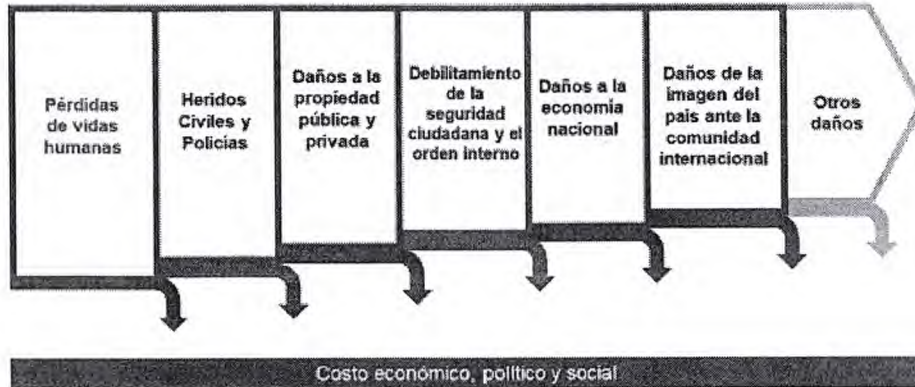 Pérdidas
de vidas
humanas
Heridos
Civiles y
Policías
Daños a la
propiedad
pública y
privada
Debilitamiento
de la
seguridad
ciudadana y el
orden interno
Daños a la
economía
nacional
Daños de la
imagen del
país ante la
comunidad
internacional
Otros
daños
Costo económico, político y social